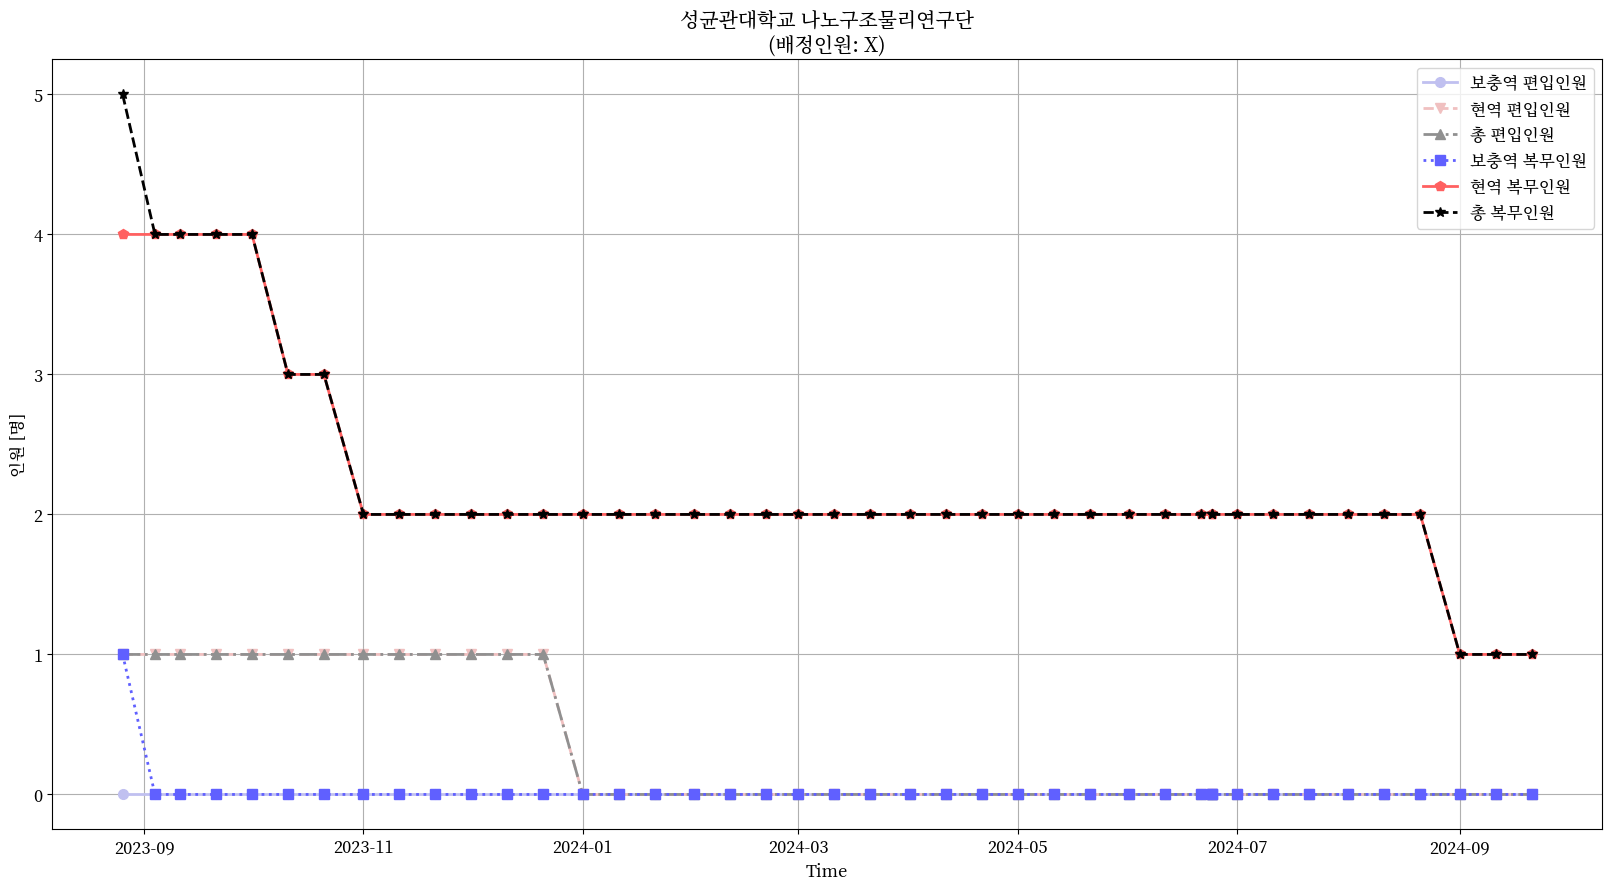 성균관대학교 나노구조물리연구단
(배정인원: X)
보충역 편입인원
현역 편입인원
총 편입인원
보충역 복무인원
현역 복무인원
총 복무인원
인원 [명]
5
4
3
2
1
0
2023-09
2023-11
2024-01
2024-03
2024-05
2024-07
2024-09
Time